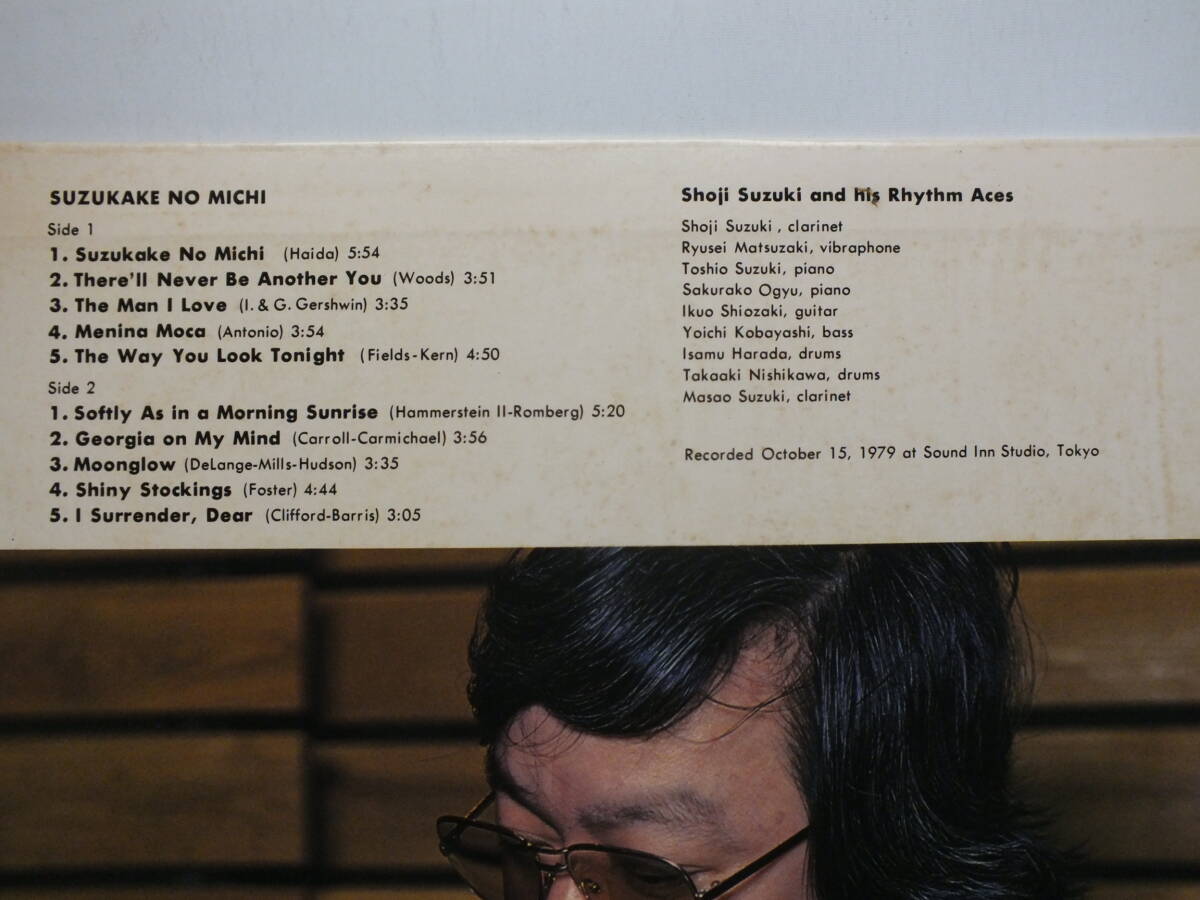 SUZUKAKE NO MICHI
Side 1
1. Suzukake No Michi (Haida) 5:54
2. There'll Never Be Another You (Woods) 3:51
3. The Man I Love (I. & G. Gershwin) 3:35
4. Menina Moca (Antonio) 3:54
5. The Way You Look Tonight (Fields-Kern) 4:50
Side 2
1. Softly As in a Morning Sunrise (Hammerstein II-Romberg) 5:20
2. Georgia on My Mind (Carroll-Carmichael) 3:56
3. Moonglow (DeLange-Mills-Hudson) 3:35
4. Shiny Stockings (Foster) 4:44
5. I Surrender, Dear (Clifford-Barris) 3:05
Shoji Suzuki and his Rhythm Aces
Shoji Suzuki, clarinet
Ryusei Matsuzaki, vibraphone
Toshio Suzuki, piano
Sakurako Ogyu, piano
Ikuo Shiozaki, guitar
Yoichi Kobayashi, bass
Isamu Harada, drums
Takaaki Nishikawa, drums
Masao Suzuki, clarinet
Recorded October 15, 1979 at Sound Inn Studio, Tokyo